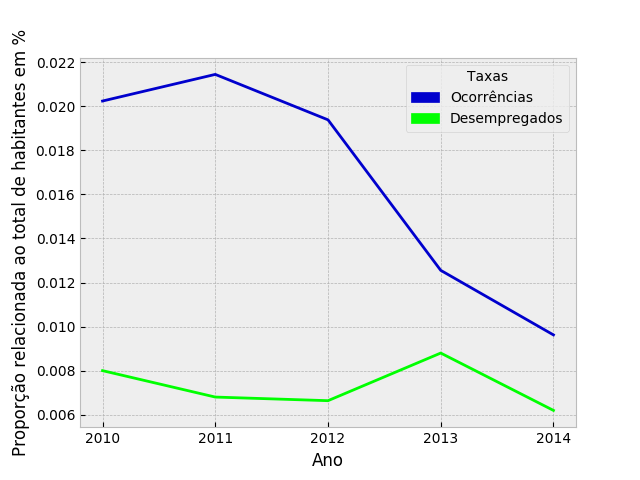 Proporção relacionada ao total de habitantes em %
0.022
0.020
0.018
0.016
0.014
0.012
0.010
0.008
0.006
Taxas
Ocorrências
Desempregados
2010 2011 2012 2013 2014
Ano